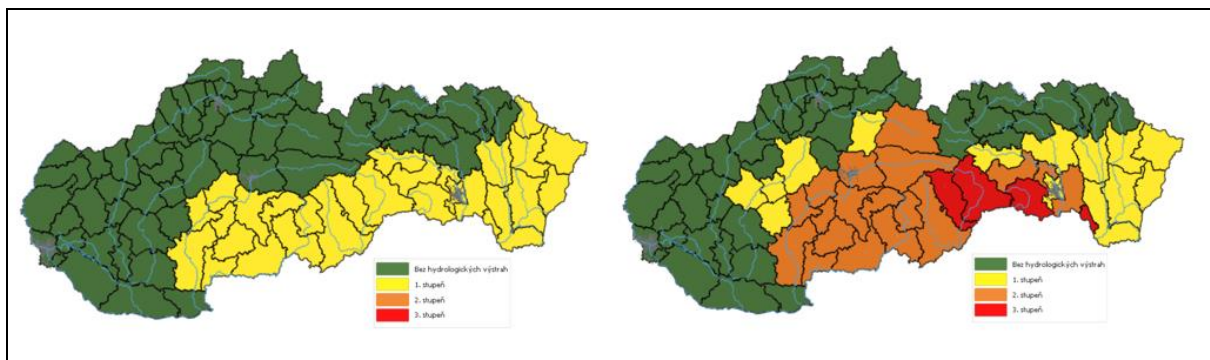 Bez hydrologických výstrah
1. stupeň
2. stupeň
3. stupeň
Bez hydrologických výstrah
1. stupeň
2. stupeň
3. stupeň